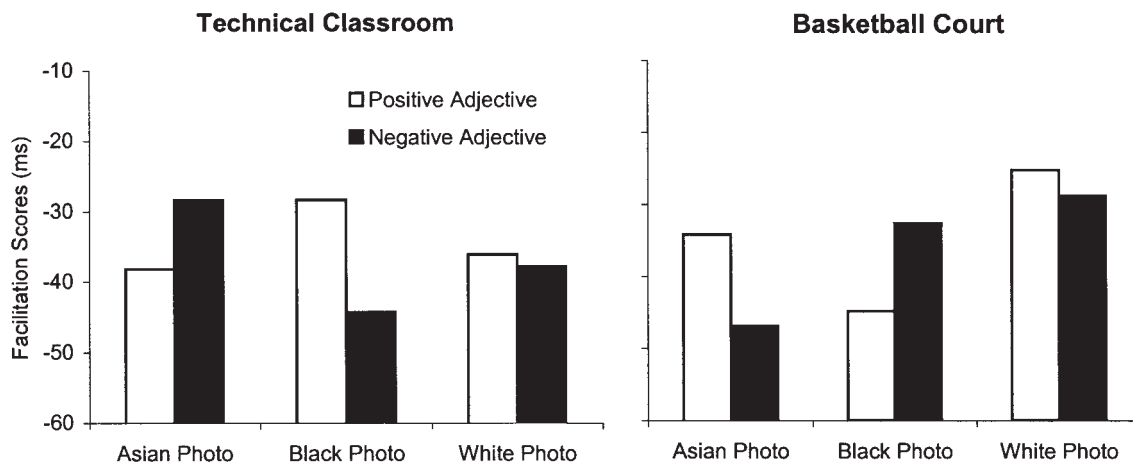 Technical Classroom
Basketball Court
Facilitation Scores (ms)
-10
-20
-30
-40
-50
-60
Positive Adjective
Negative Adjective
Asian Photo Black Photo White Photo
Asian Photo Black Photo White Photo